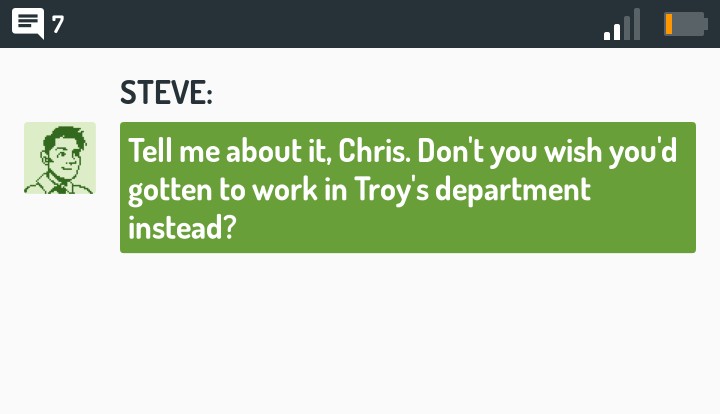 7
STEVE:
Tell me about it, Chris. Don't you wish you'd
gotten to work in Troy's department
instead?